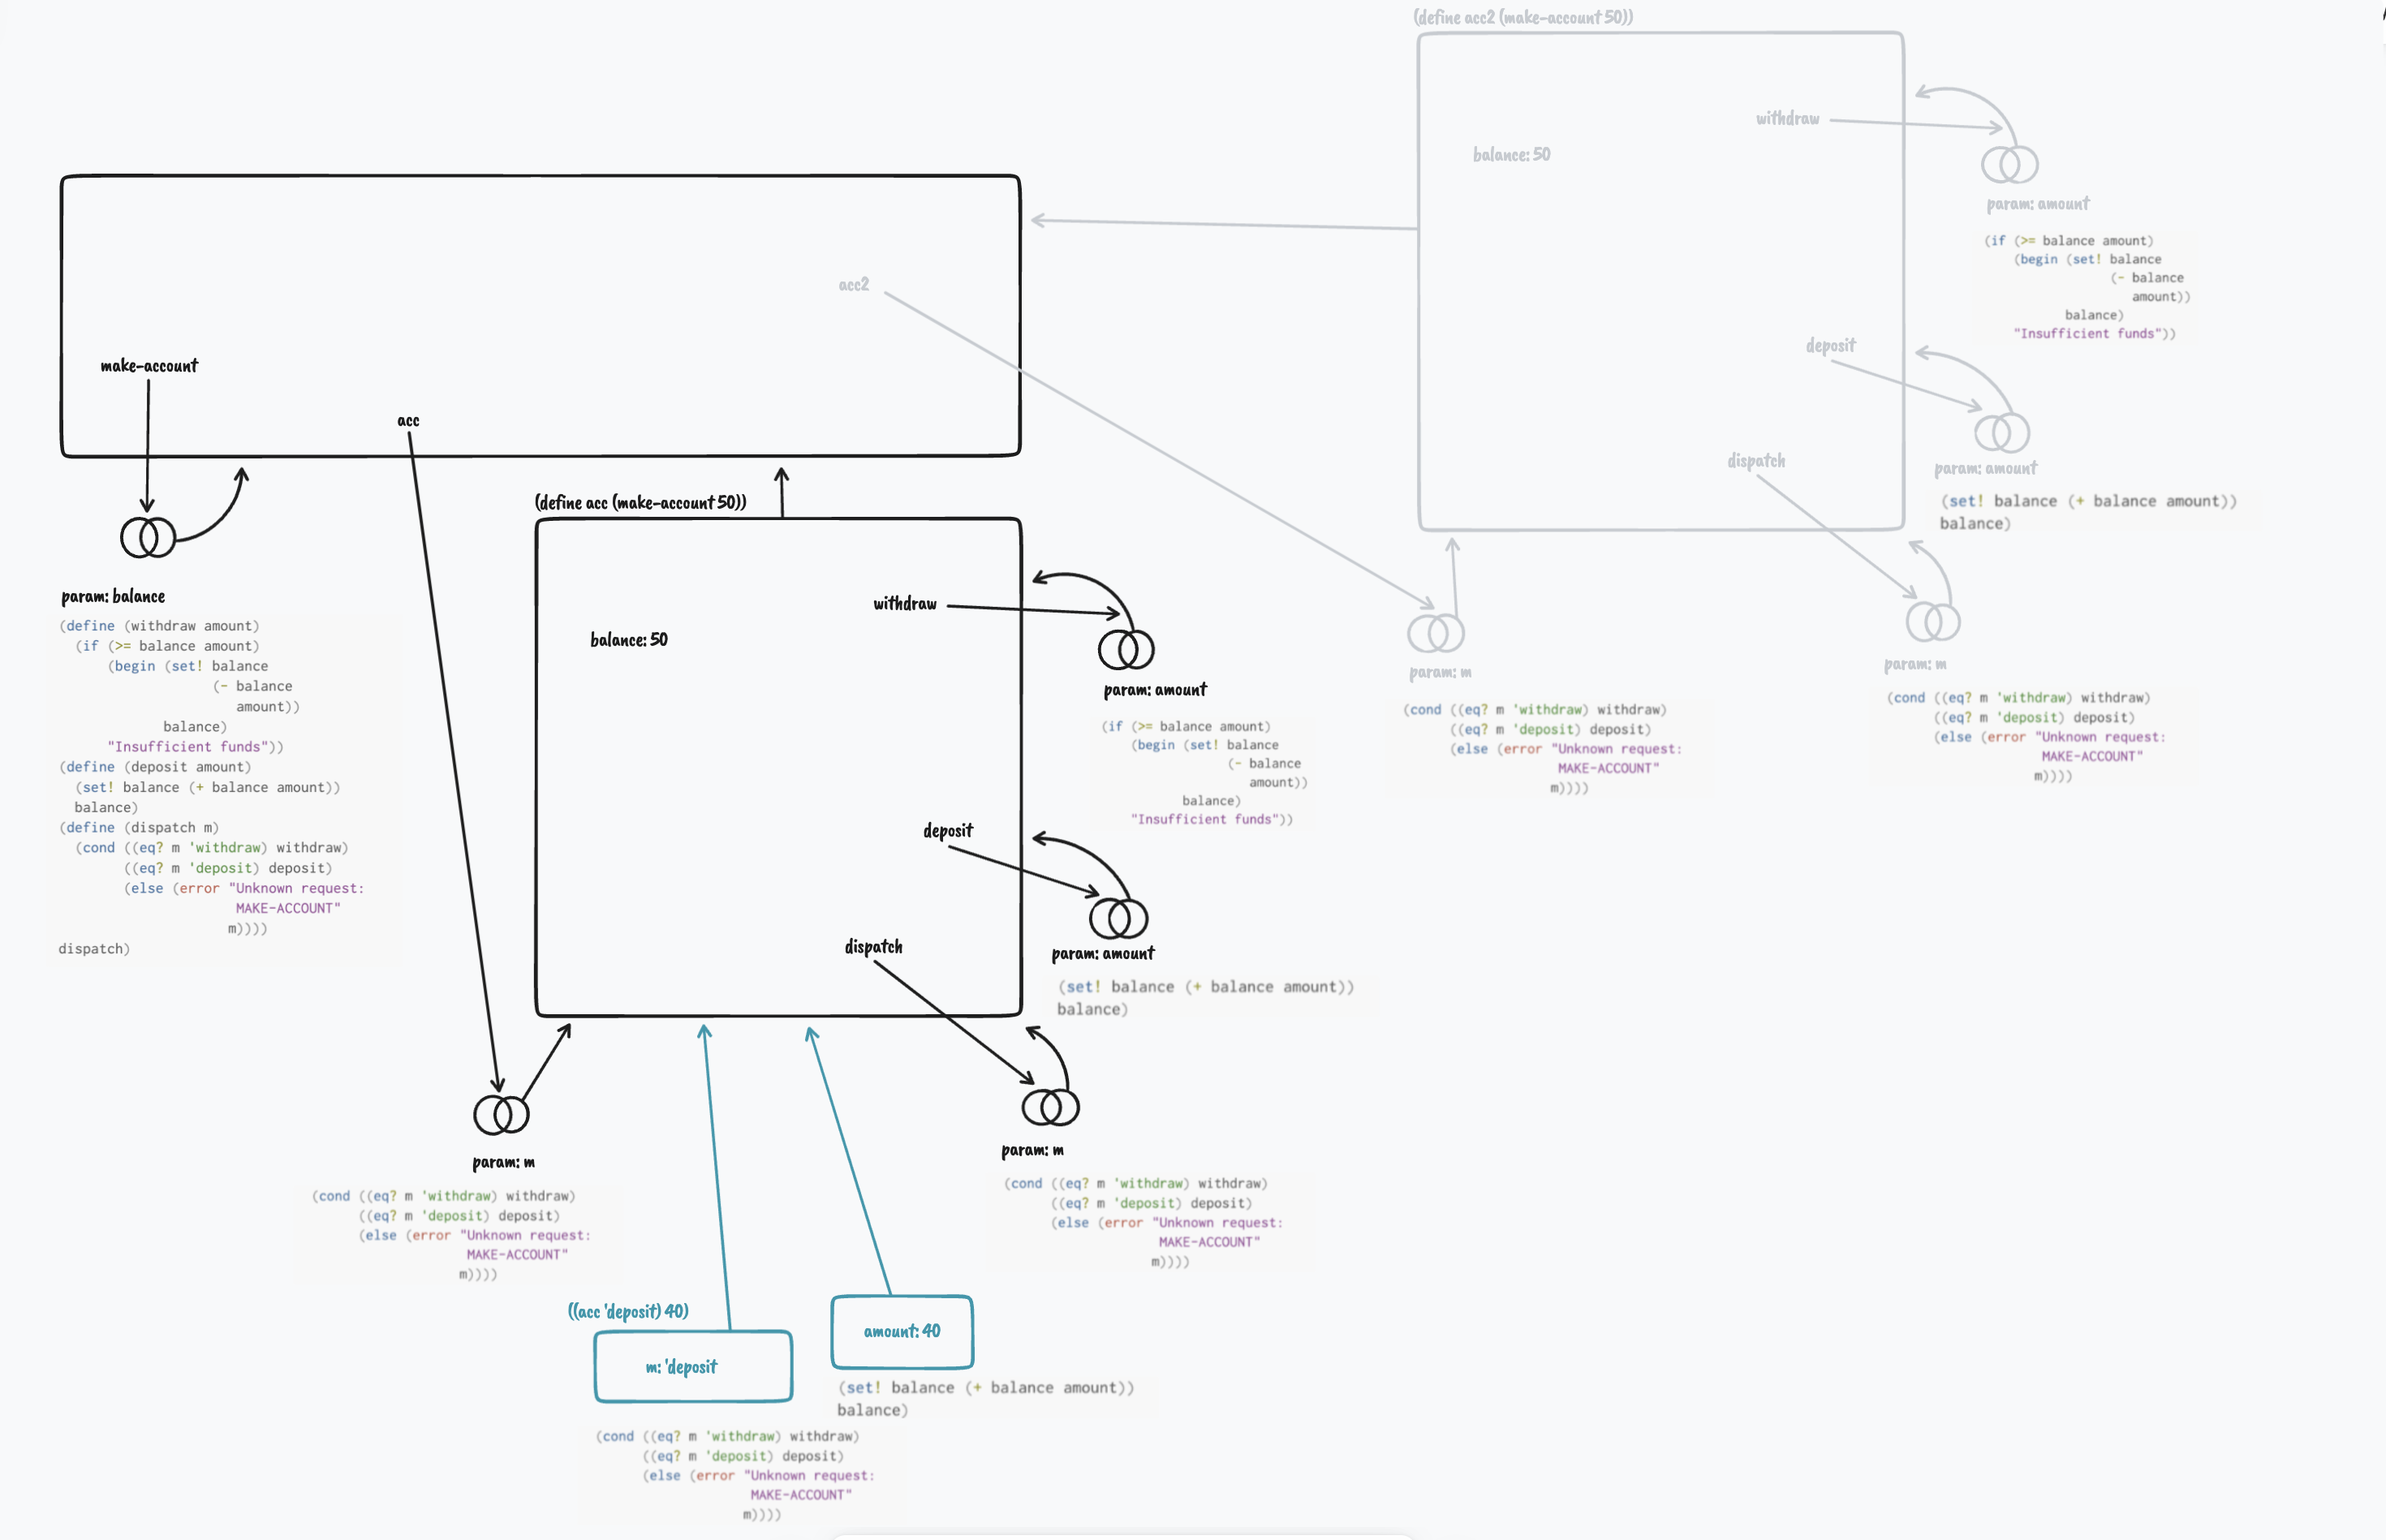 (define acc2 (make-account 50))
withdraw
balance: 50
param: amount
(if (>= balance amount)
(begin (set! balance
(- balance
amount))
balance)
"Insufficient funds"))
acc2
deposit
make-account
acc
dispatch
param: amount
(set! balance (+ balance amount))
balance)
(define acc (make-account 50))
param: balance
(define (withdraw amount)
(if (>= balance amount)
(begin (set! balance
(- balance
amount))
balance)
"Insufficient funds"))
(define (deposit amount)
(set! balance (+ balance amount))
balance)
(define (dispatch m)
(cond ((eq? m 'withdraw) withdraw)
((eq? m 'deposit) deposit)
(else (error "Unknown request:
MAKE-ACCOUNT"
m))))
dispatch)
withdraw
balance: 50
param: amount
(if (>= balance amount)
(begin (set! balance
(- balance
amount))
balance)
"Insufficient funds"))
param: m
(cond ((eq? m 'withdraw) withdraw)
((eq? m 'deposit) deposit)
(else (error "Unknown request:
MAKE-ACCOUNT"
m))))
param: m
(cond ((eq? m 'withdraw) withdraw)
((eq? m 'deposit) deposit)
(else (error "Unknown request:
MAKE-ACCOUNT"
m))))
deposit
dispatch
param: amount
(set! balance (+ balance amount))
balance)
param: m
(cond ((eq? m 'withdraw) withdraw)
((eq? m 'deposit) deposit)
(else (error "Unknown request:
MAKE-ACCOUNT"
m))))
param: m
(cond ((eq? m 'withdraw) withdraw)
((eq? m 'deposit) deposit)
(else (error "Unknown request:
MAKE-ACCOUNT"
m))))
((acc 'deposit) 40)
m: 'deposit
amount: 40
(set! balance (+ balance amount))
balance)
(cond ((eq? m 'withdraw) withdraw)
((eq? m 'deposit) deposit)
(else (error "Unknown request:
MAKE-ACCOUNT"
m))))